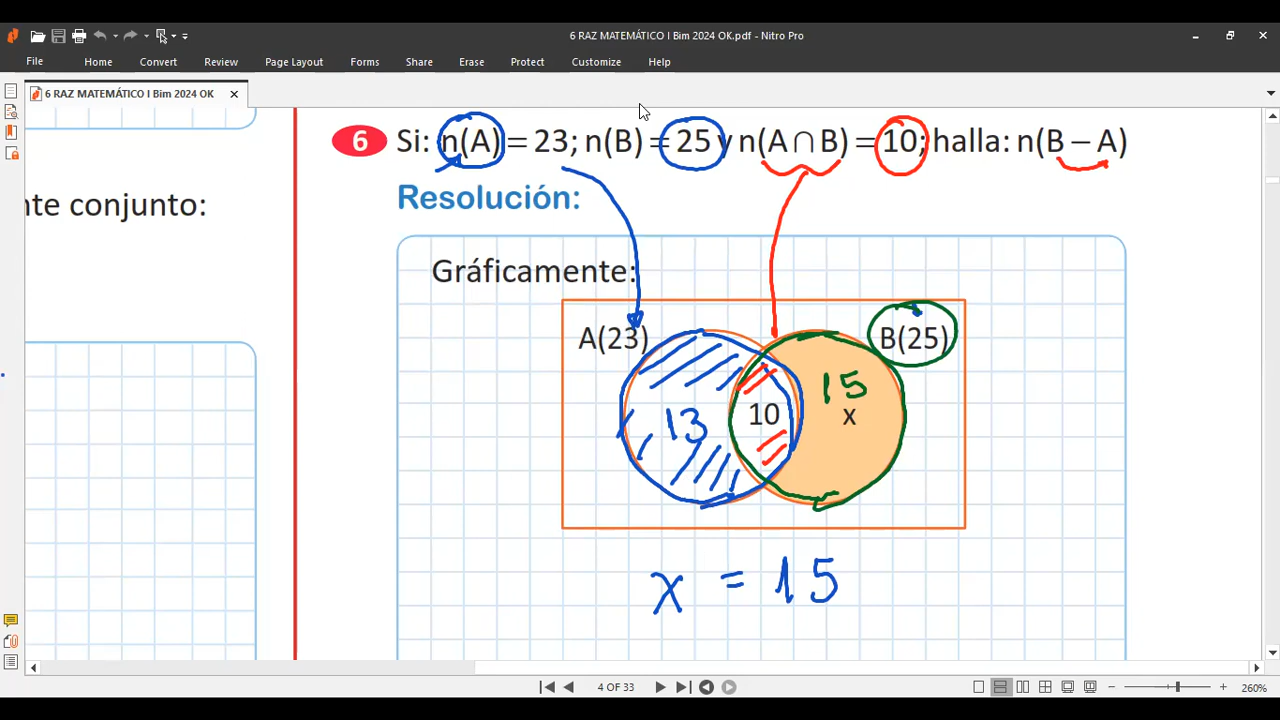 6 RAZ MATEMÁTICO I Bim 2024 OK.pdf - Nitro Pro
File Home Convert Review Page Layout Forms Share Erase Protect Customize Help
6 RAZ MATEMÁTICO I Bim 2024 OK
6 Si: n(A) = 23; n(B) = 25 y n(A ∩ B) = 10; halla: n(B – A)
Resolución:
nte conjunto:
Gráficamente:
A(23) B(25)
15
13 10 x
x = 15
4 OF 33
260%